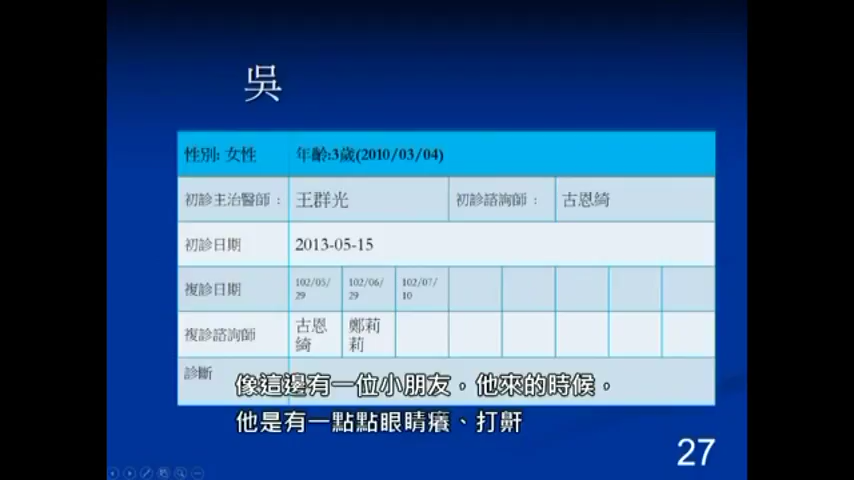 吳
性別: 女性 年齡:3歲(2010/03/04)
初診主治醫師： 王群光 初診諮詢師： 古恩綺
初診日期 2013-05-15
複診日期 102/05/29 102/06/29 102/07/10
複診諮詢師 古恩綺 鄭莉莉
診斷
像這邊有一位小朋友，他來的時候，
他是有一點點眼睛癢、打鼾
27